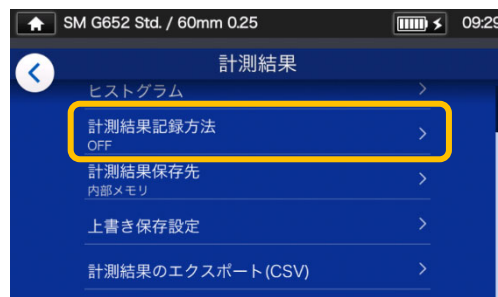 SM G652 Std. / 60mm 0.25
09:29
計測結果
ヒストグラム
計測結果記録方法
OFF
計測結果保存先
内部メモリ
上書き保存設定
計測結果のエクスポート(CSV)